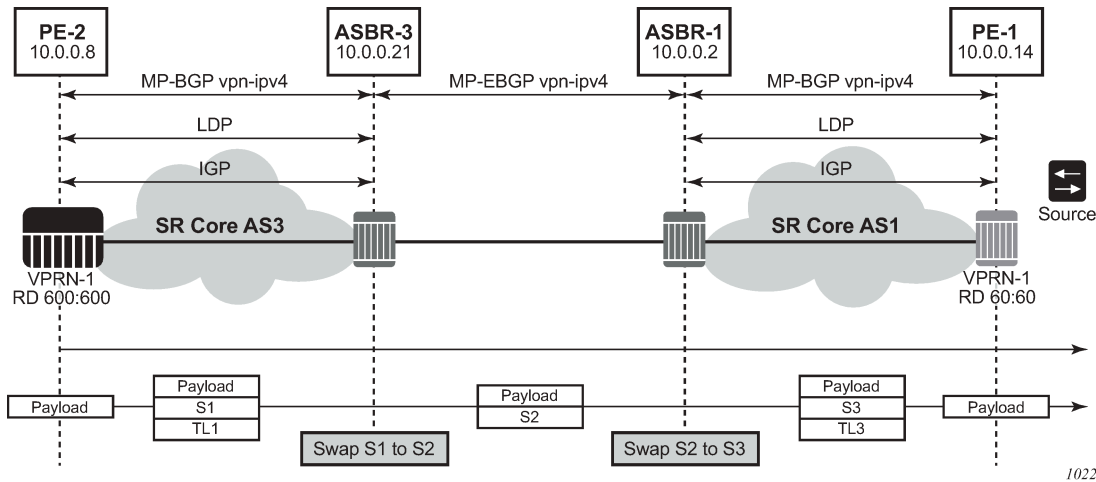 PE-2
10.0.0.8
ASBR-3
10.0.0.21
ASBR-1
10.0.0.2
PE-1
10.0.0.14
MP-BGP vpn-ipv4
MP-EBGP vpn-ipv4
MP-BGP vpn-ipv4
LDP
LDP
IGP
IGP
Source
SR Core AS3
SR Core AS1
VPRN-1
RD 600:600
VPRN-1
RD 60:60
Payload
Payload
S1
TL1
Payload
S2
Payload
S3
TL3
Payload
Swap S1 to S2
Swap S2 to S3
1022